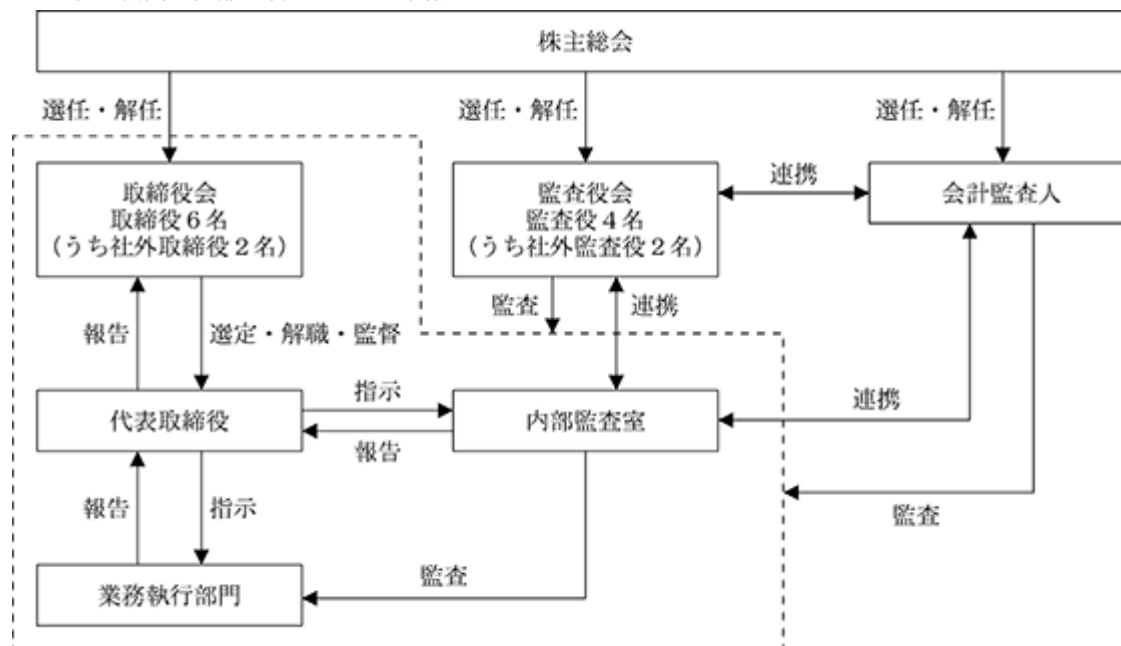 株主総会
選任・解任
選任・解任
選任・解任
取締役会
取締役6名
(うち社外取締役2名)
監査役会
監査役4名
(うち社外監査役2名)
連携
会計監査人
監査
連携
報告
選定・解職・監督
指示
代表取締役
内部監査室
連携
報告
報告
指示
監査
監査
業務執行部門